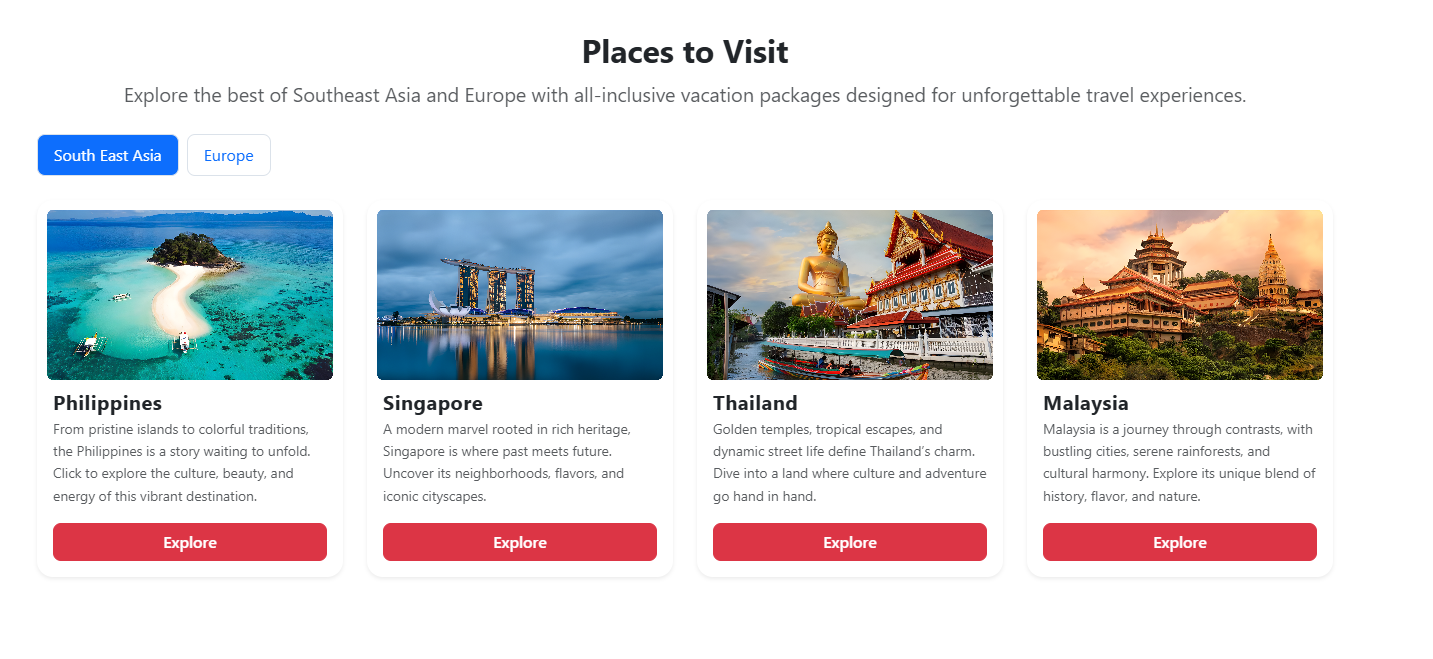 Places to Visit
Explore the best of Southeast Asia and Europe with all-inclusive vacation packages designed for unforgettable travel experiences.
South East Asia
Europe
Philippines
From pristine islands to colorful traditions,
the Philippines is a story waiting to unfold.
Click to explore the culture, beauty, and
energy of this vibrant destination.
Explore
Singapore
A modern marvel rooted in rich heritage,
Singapore is where past meets future.
Uncover its neighborhoods, flavors, and
iconic cityscapes.
Explore
Thailand
Golden temples, tropical escapes, and
dynamic street life define Thailand's charm.
Dive into a land where culture and adventure
go hand in hand.
Explore
Malaysia
Malaysia is a journey through contrasts, with
bustling cities, serene rainforests, and
cultural harmony. Explore its unique blend of
history, flavor, and nature.
Explore